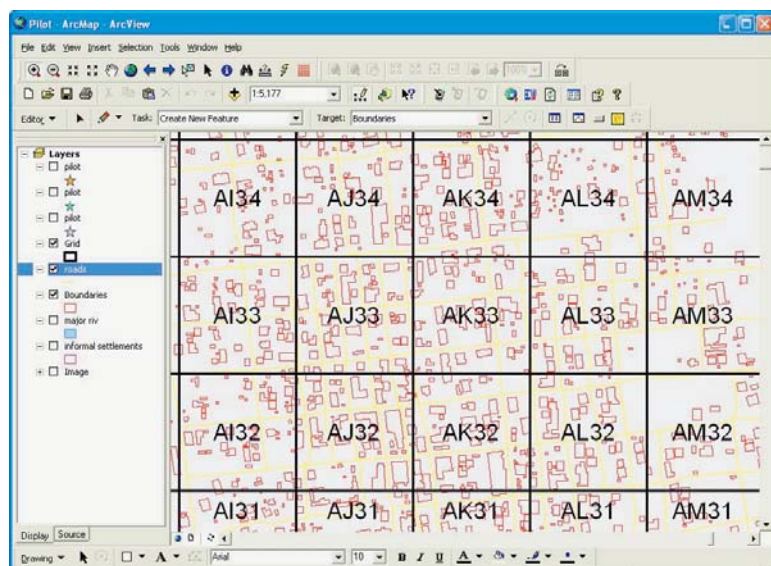 Pilot - ArcMap - ArcView
File Edit View Insert Selection Tools Window Help
100%
1:5,177
Editor Task: Create New Feature Target: Boundaries
Layers
pilot
pilot
pilot
Grid
roads
Boundaries
major riv
informal settlements
Image
AI34 AJ34 AK34 AL34 AM34
AI33 AJ33 AK33 AL33 AM33
AI32 AJ32 AK32 AL32 AM32
AI31 AJ31 AK31 AL31 AM31
Display Source
Drawing A Arial 10 B I U A